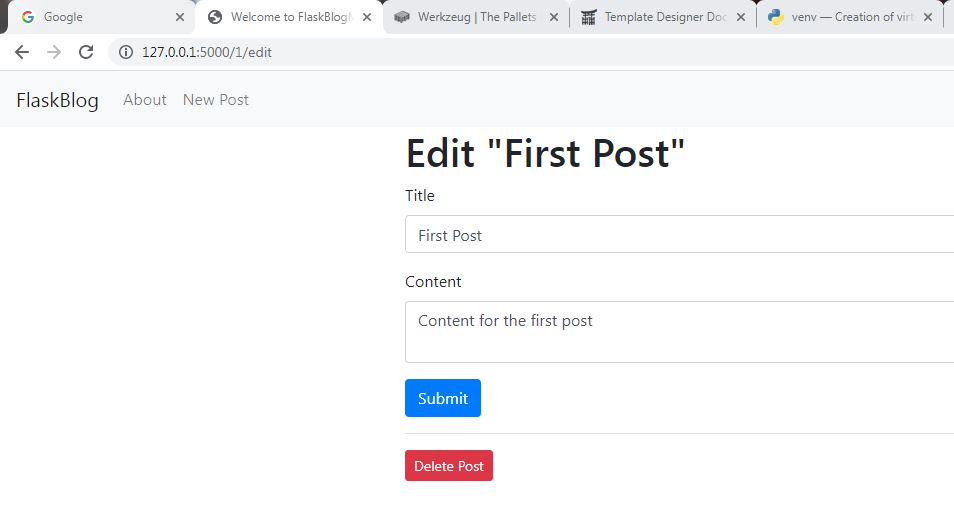 Google
Welcome to FlaskBlog
Werkzeug | The Pallets
Template Designer Doc
venv — Creation of virt
127.0.0.1:5000/1/edit
FlaskBlog About New Post
Edit "First Post"
Title
First Post
Content
Content for the first post
Submit
Delete Post